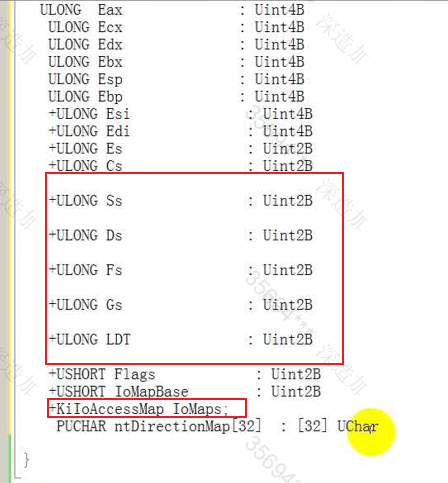 ULONG Eax : Uint4B
ULONG Ecx : Uint4B
ULONG Edx : Uint4B
ULONG Ebx : Uint4B
ULONG Esp : Uint4B
ULONG Ebp : Uint4B
+ULONG Esi : Uint4B
+ULONG Edi : Uint4B
+ULONG Es : Uint2B
+ULONG Cs : Uint2B
+ULONG Ss : Uint2B
+ULONG Ds : Uint2B
+ULONG Fs : Uint2B
+ULONG Gs : Uint2B
+ULONG LDT : Uint2B
+USHORT Flags : Uint2B
+USHORT IoMapBase : Uint2B
+KiIoAccessMap IoMaps;
PUCHAR ntDirectionMap[32] : [32] UChar
}